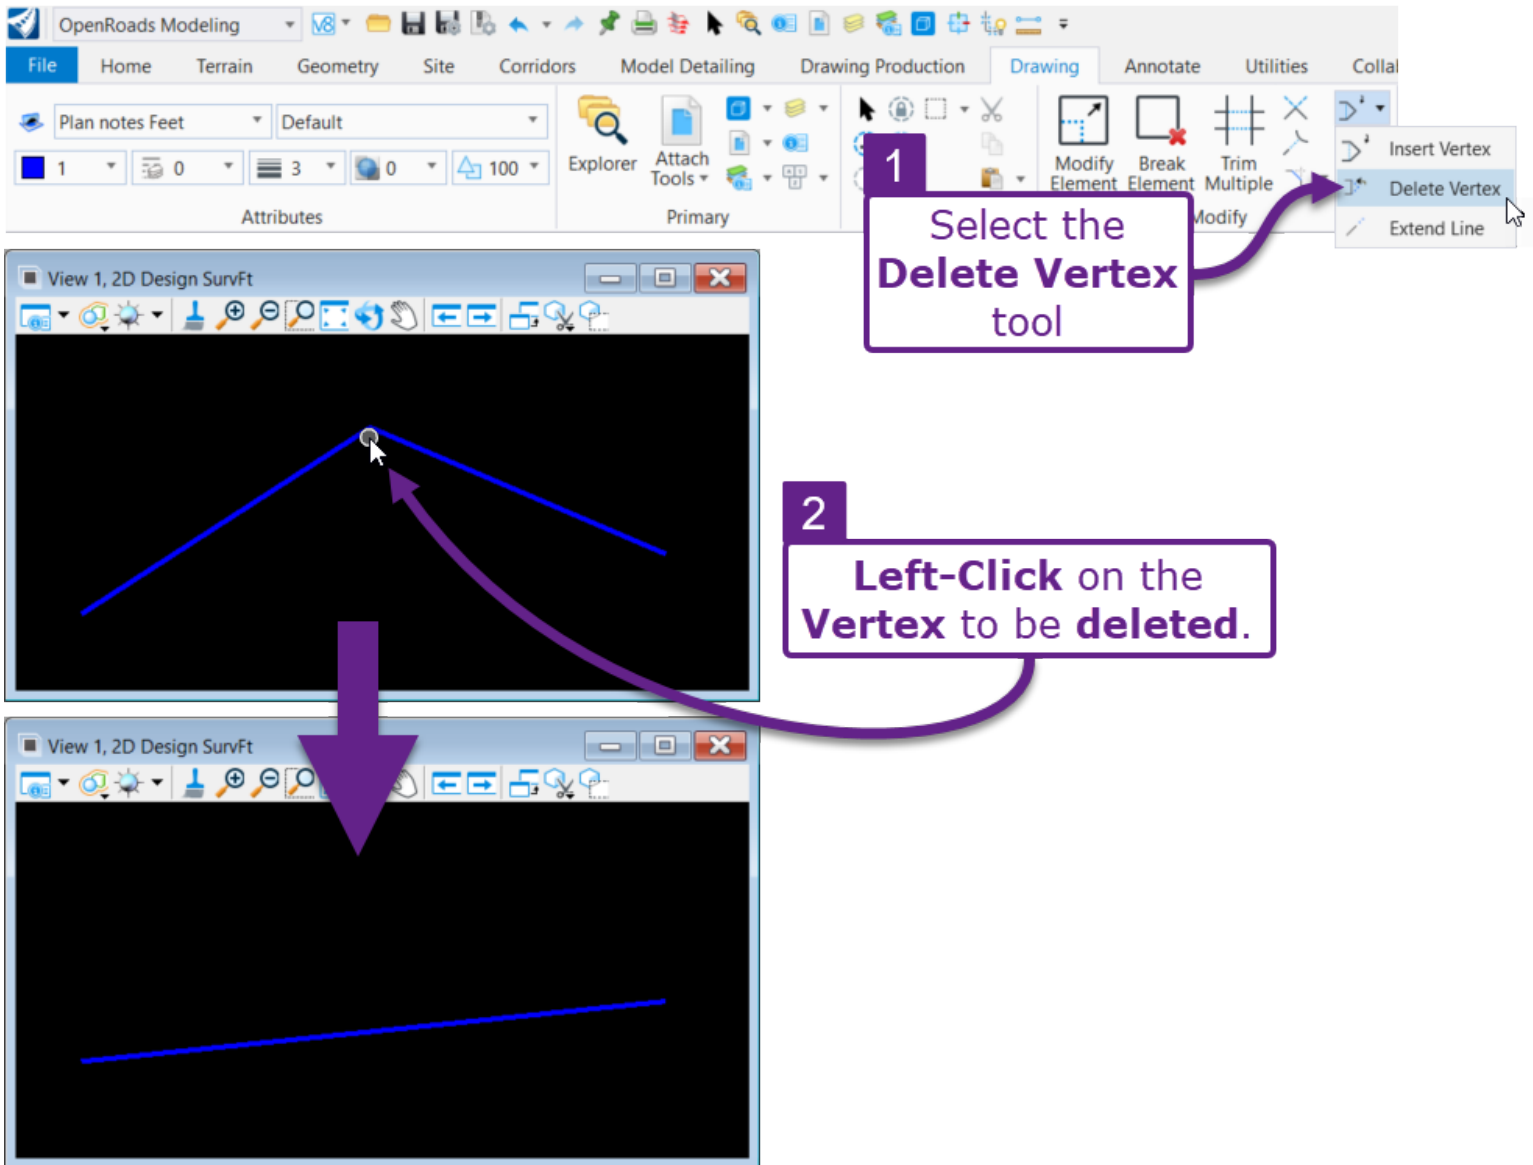 OpenRoads Modeling
V8
File Home Terrain Geometry Site Corridors Model Detailing Drawing Production Drawing Annotate Utilities Collal
Plan notes Feet Default
1 0 3 0 100
Explorer
Attach
Tools
Modify
Element
Break
Element
Trim
Multiple
Insert Vertex
Delete Vertex
Extend Line
Attributes Primary Modify
1
Select the
Delete Vertex
tool
View 1, 2D Design SurvFt
2
Left-Click on the
Vertex to be deleted.
View 1, 2D Design SurvFt